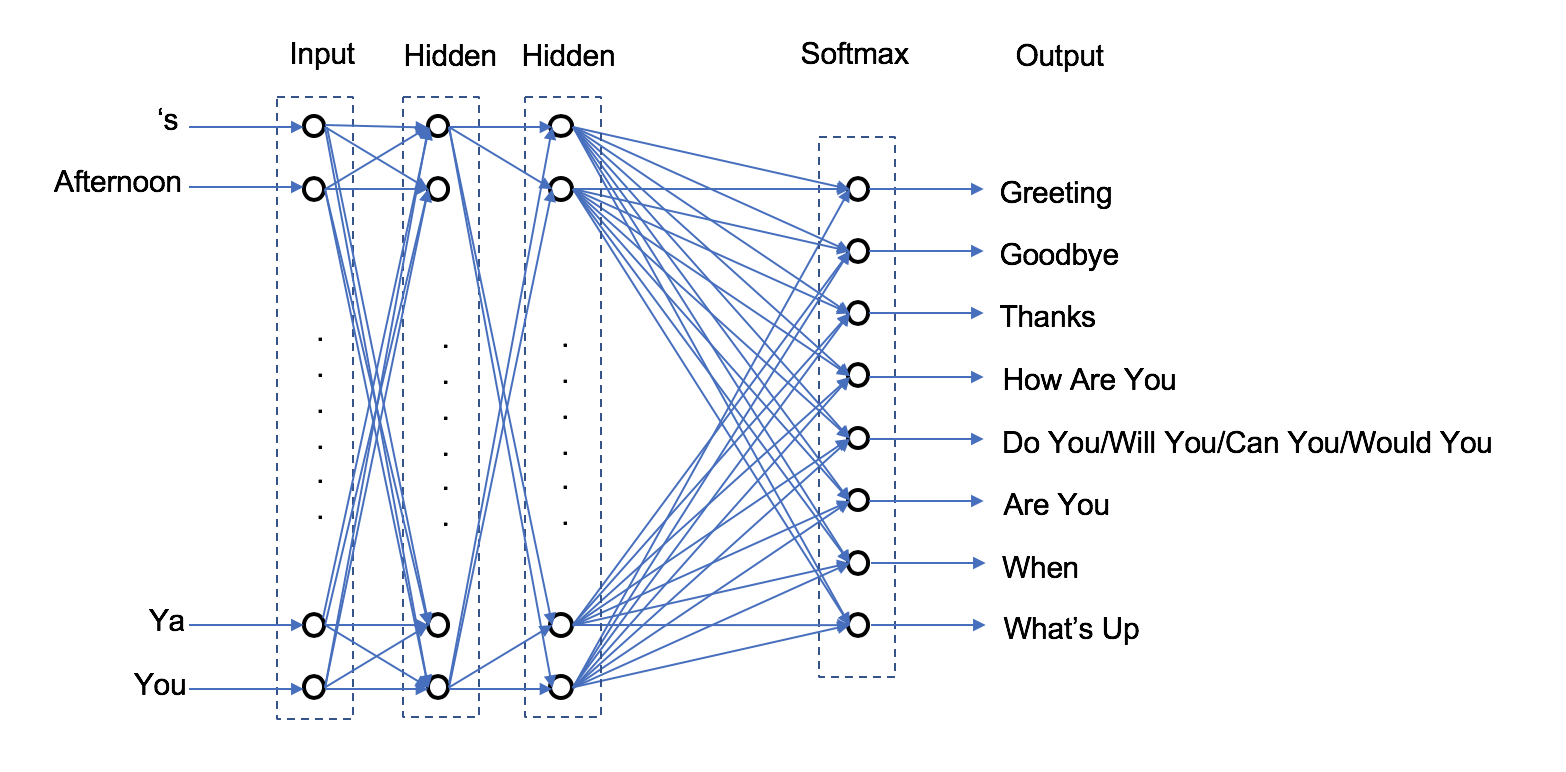 Input Hidden Hidden Softmax Output
‘s
Afternoon
Greeting
Goodbye
Thanks
How Are You
Do You/Will You/Can You/Would You
Are You
When
Ya
What’s Up
You